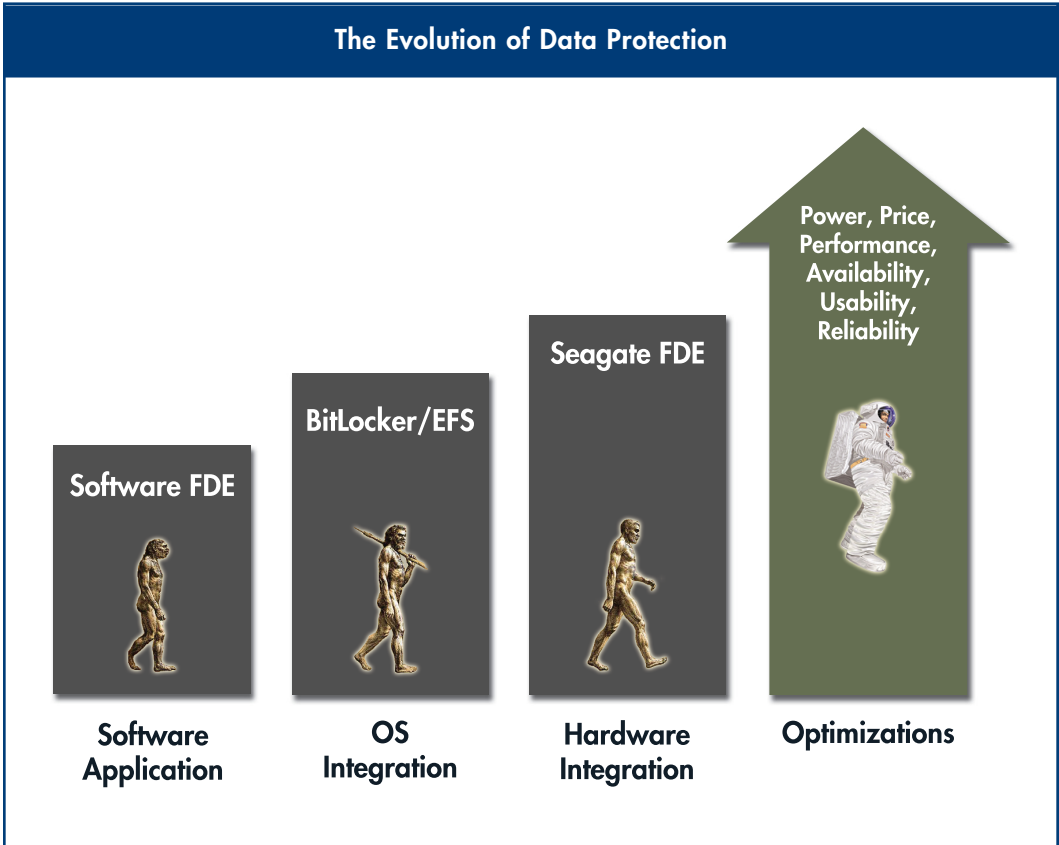 The Evolution of Data Protection
Power, Price,
Performance,
Availability,
Usability,
Reliability
Seagate FDE
BitLocker/EFS
Software FDE
Software
Application
OS
Integration
Hardware
Integration
Optimizations